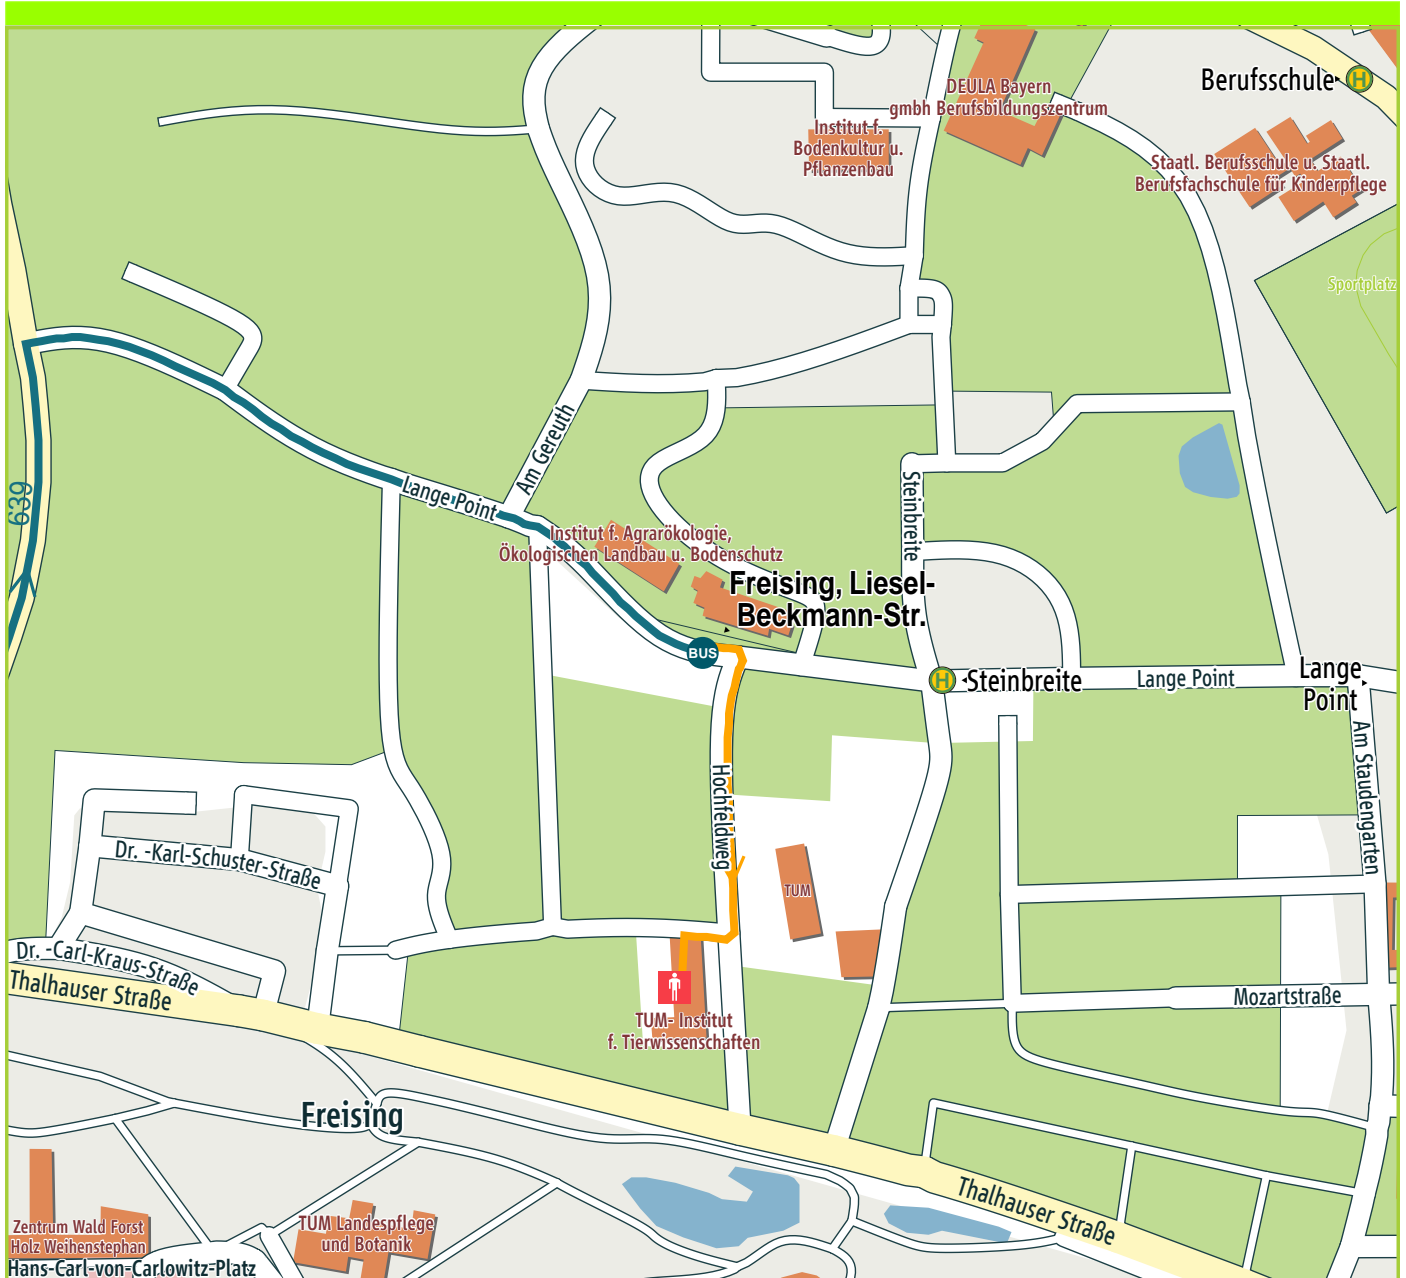 Berufsschule
H
DEULA Bayern
gmbh Berufsbildungszentrum
Institut f.
Bodenkultur u.
Pflanzenbau
Staatl. Berufsschule u. Staatl.
Berufsfachschule für Kinderpflege
Sportplatz
Am Gereuth
Lange Point
639
Steinbreite
Institut f. Agrarökologie,
Ökologischen Landbau u. Bodenschutz
Freising, Liesel-
Beckmann-Str.
BUS
H
Steinbreite
Lange Point
Lange
Point
Am Staudengarten
Hochfeldweg
Dr. -Karl-Schuster-Straße
TUM
Dr. -Carl-Kraus-Straße
Thalhauser Straße
Mozartstraße
TUM- Institut
f. Tierwissenschaften
Freising
Thalhauser Straße
Zentrum Wald Forst
Holz Weihenstephan
TUM Landespflege
und Botanik
Hans-Carl-von-Carlowitz-Platz